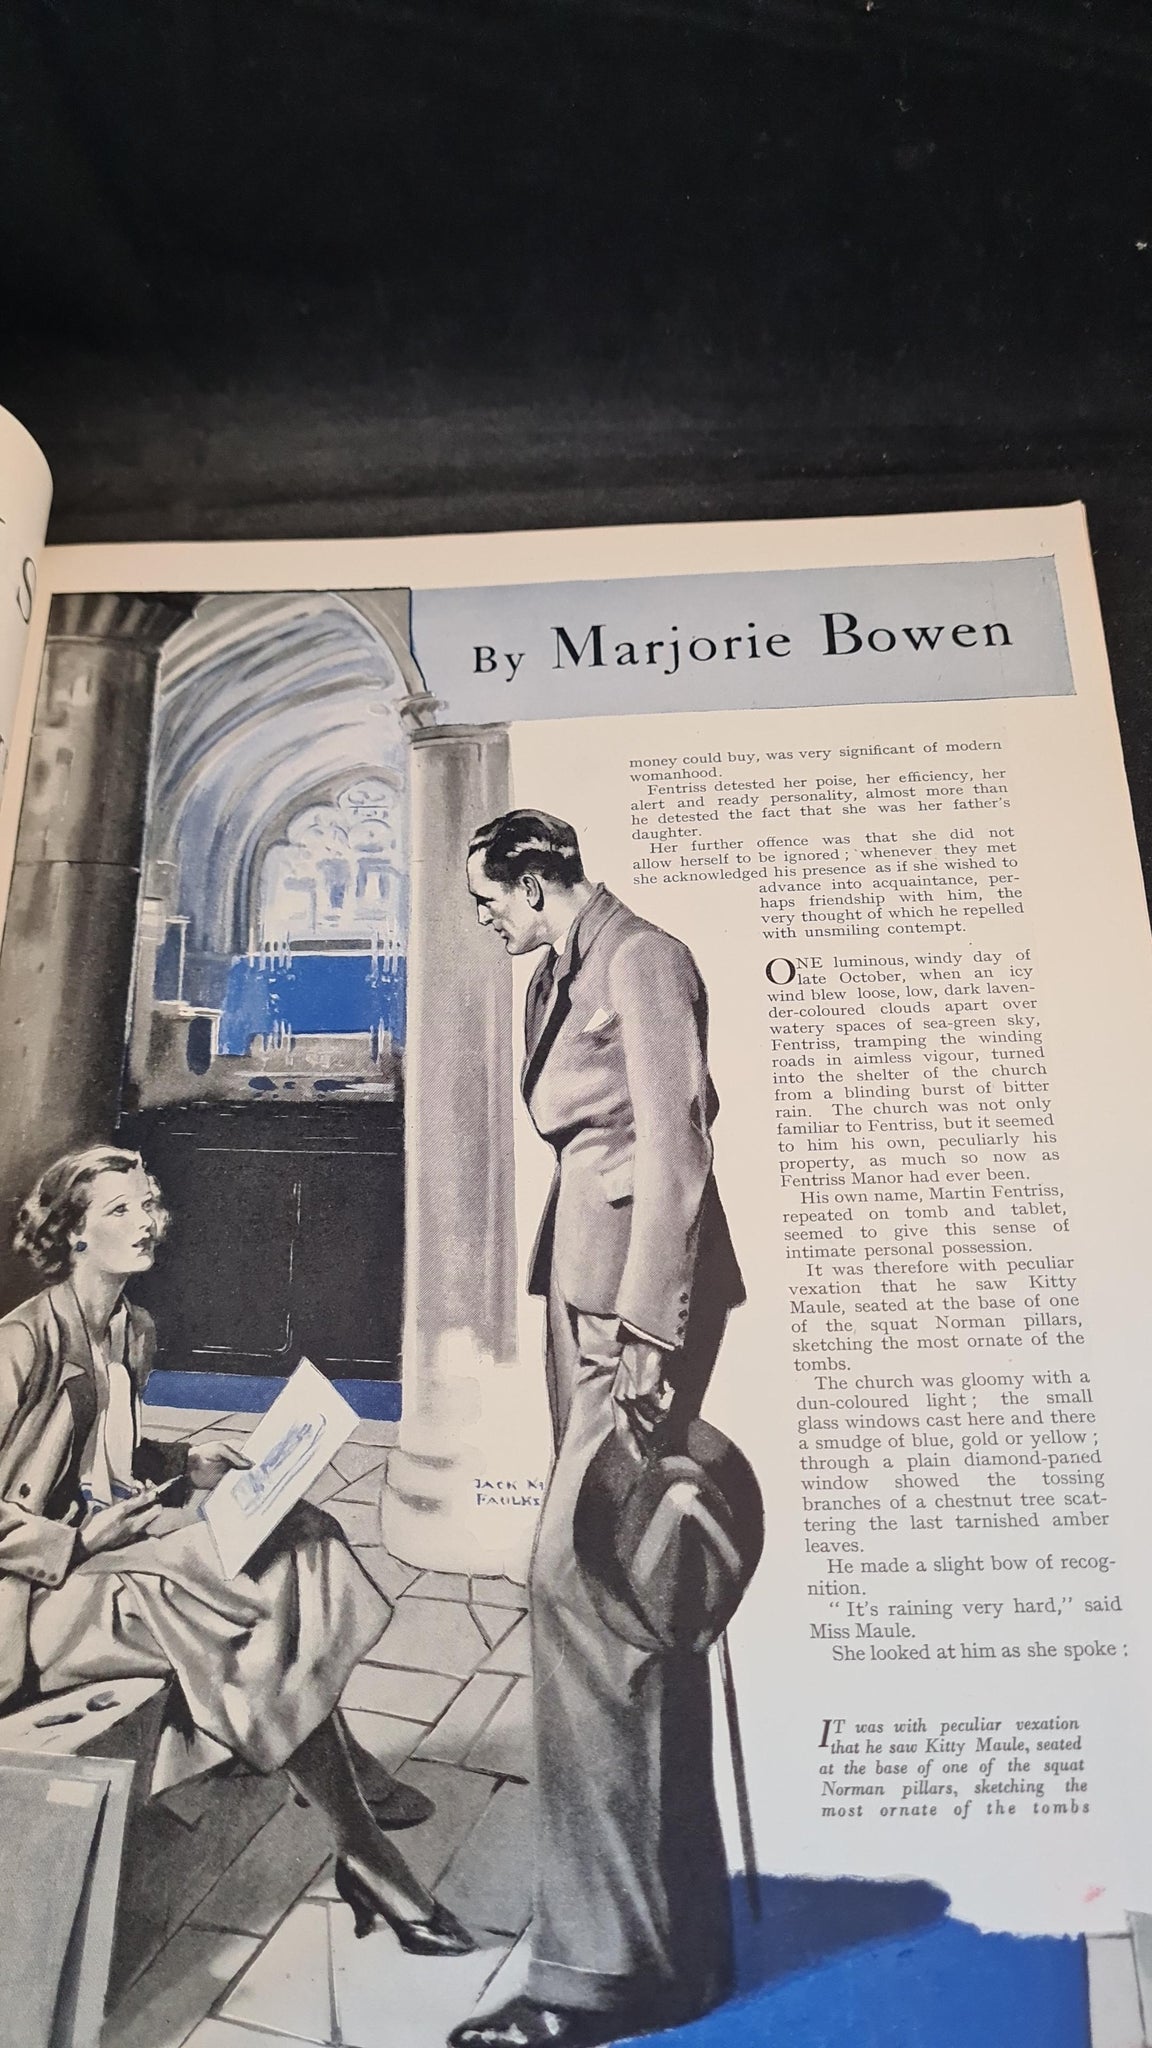 By Marjorie Bowen
money could buy, was very significant of modern
womanhood.
Fentriss detested her poise, her efficiency, her
alert and ready personality, almost more than
he detested the fact that she was her father's
daughter.
Her further offence was that she did not
allow herself to be ignored; whenever they met
she acknowledged his presence as if she wished to
advance into acquaintance, per-
haps friendship with him, the
very thought of which he repelled
with unsmiling contempt.
ONE luminous, windy day of
late October, when an icy
wind blew loose, low, dark laven-
der-coloured clouds apart over
watery spaces of sea-green sky,
Fentriss, tramping the winding
roads in aimless vigour, turned
into the shelter of the church
from a blinding burst of bitter
rain. The church was not only
familiar to Fentriss, but it seemed
to him his own, peculiarly his
property, as much so now as
Fentriss Manor had ever been.
His own name, Martin Fentriss,
repeated on tomb and tablet,
seemed to give this sense of
intimate personal possession.
It was therefore with peculiar
vexation that he saw Kitty
Maule, seated at the base of one
of the squat Norman pillars,
sketching the most ornate of the
tombs.
The church was gloomy with a
dun-coloured light; the small
glass windows cast here and there
a smudge of blue, gold or yellow;
through a plain diamond-paned
window showed the tossing
branches of a chestnut tree scat-
tering the last tarnished amber
leaves.
He made a slight bow of recog-
nition.
"It's raining very hard," said
Miss Maule.
She looked at him as she spoke:
JACK M
FAULKS
IT was with peculiar vexation
that he saw Kitty Maule, seated
at the base of one of the squat
Norman pillars, sketching the
most ornate of the tombs